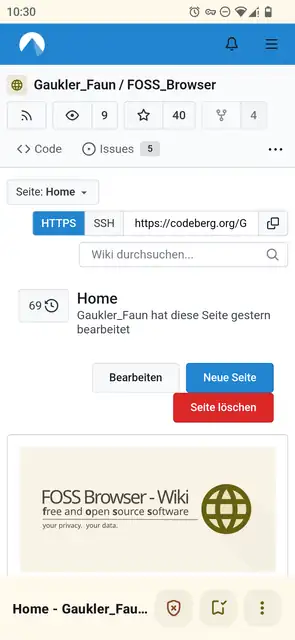 10:30
Gaukler_Faun / FOSS_Browser
9
40
4
Code
Issues 5
Seite: Home
HTTPS SSH https://codeberg.org/G
Wiki durchsuchen...
69
Home
Gaukler_Faun hat diese Seite gestern
bearbeitet
Bearbeiten
Neue Seite
Seite löschen
FOSS Browser - Wiki
free and open source software
your privacy. your data.
Home - Gaukler_Fau...